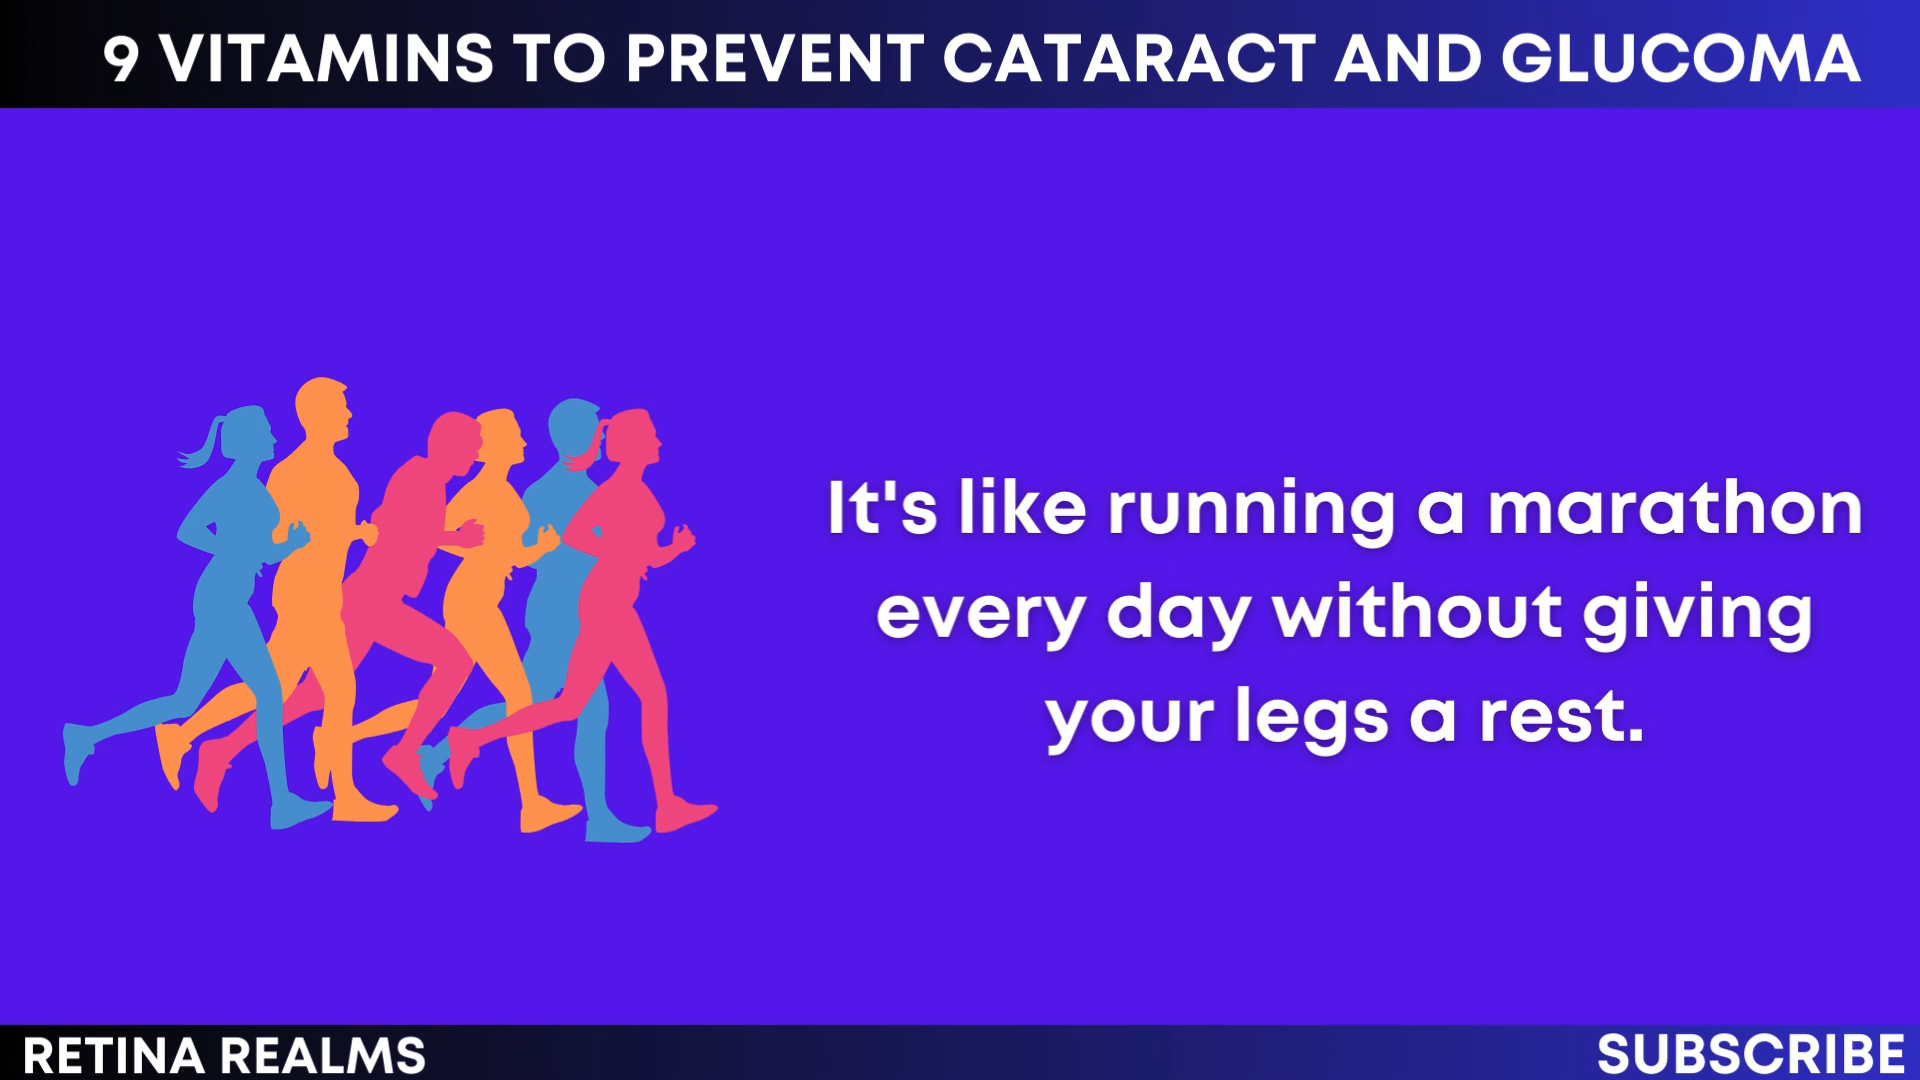 9 VITAMINS TO PREVENT CATARACT AND GLUCOMA
It's like running a marathon
every day without giving
your legs a rest.
RETINA REALMS
SUBSCRIBE